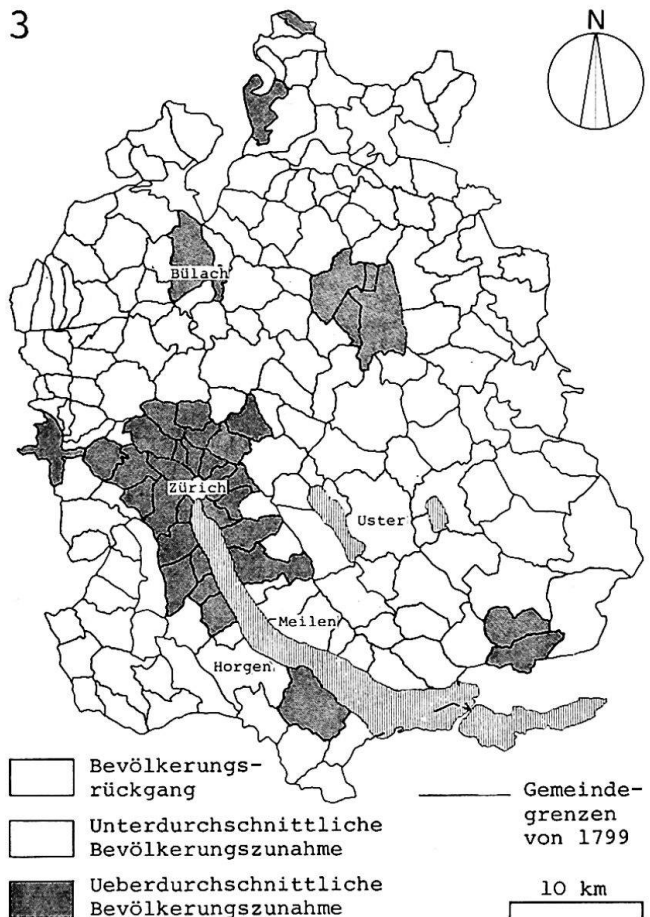 3
N
Bülach
Zürich
Uster
Meilen
Horgen
Bevölkerungs-
rückgang
Unterdurchschnittliche
Bevölkerungszunahme
Ueberdurchschnittliche
Bevölkerungszunahme
Gemeinde-
grenzen
von 1799
10 km